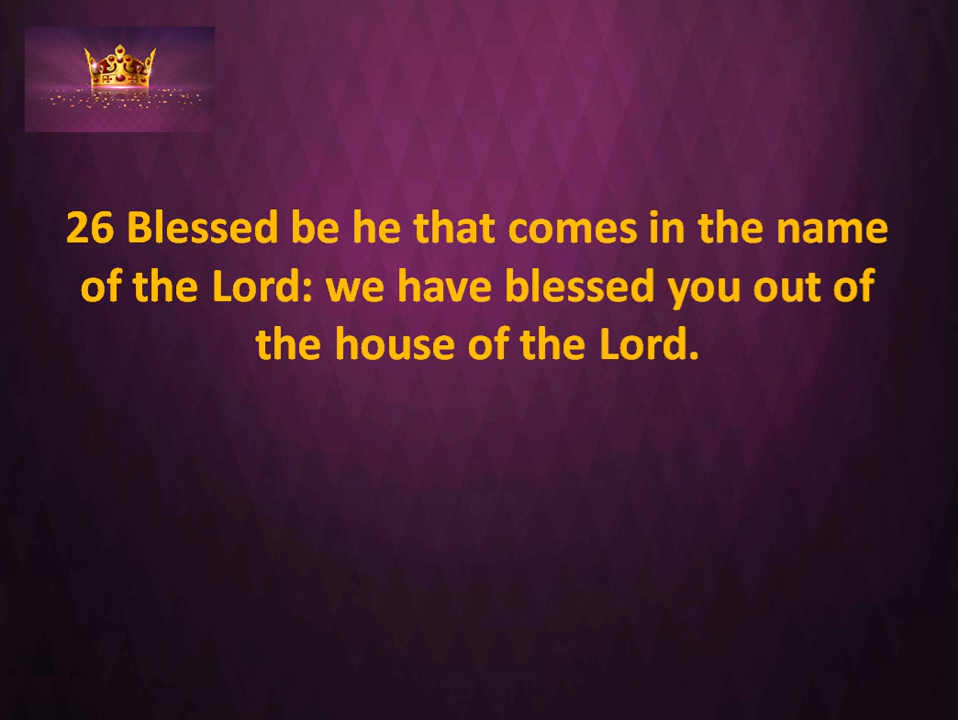 26 Blessed be he that comes in the name
of the Lord: we have blessed you out of
the house of the Lord.